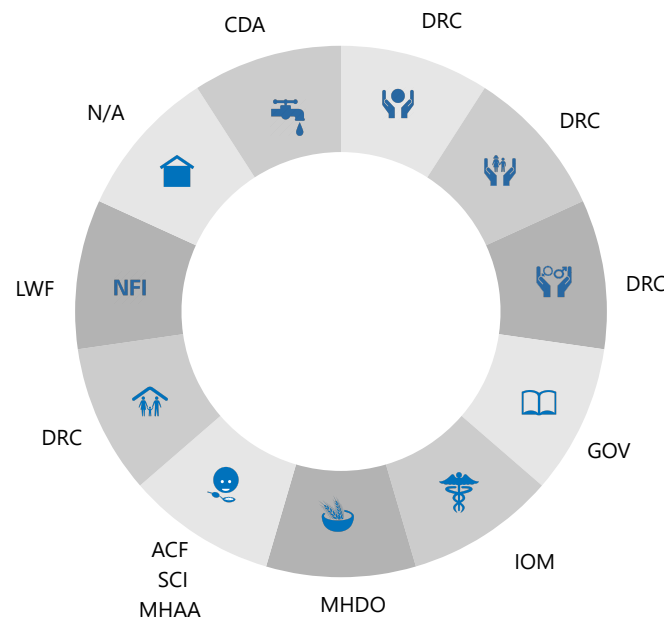 CDA
DRC
N/A
DRC
LWF
NFI
DRC
DRC
GOV
ACF
SCI
MHAA
MHDO
IOM